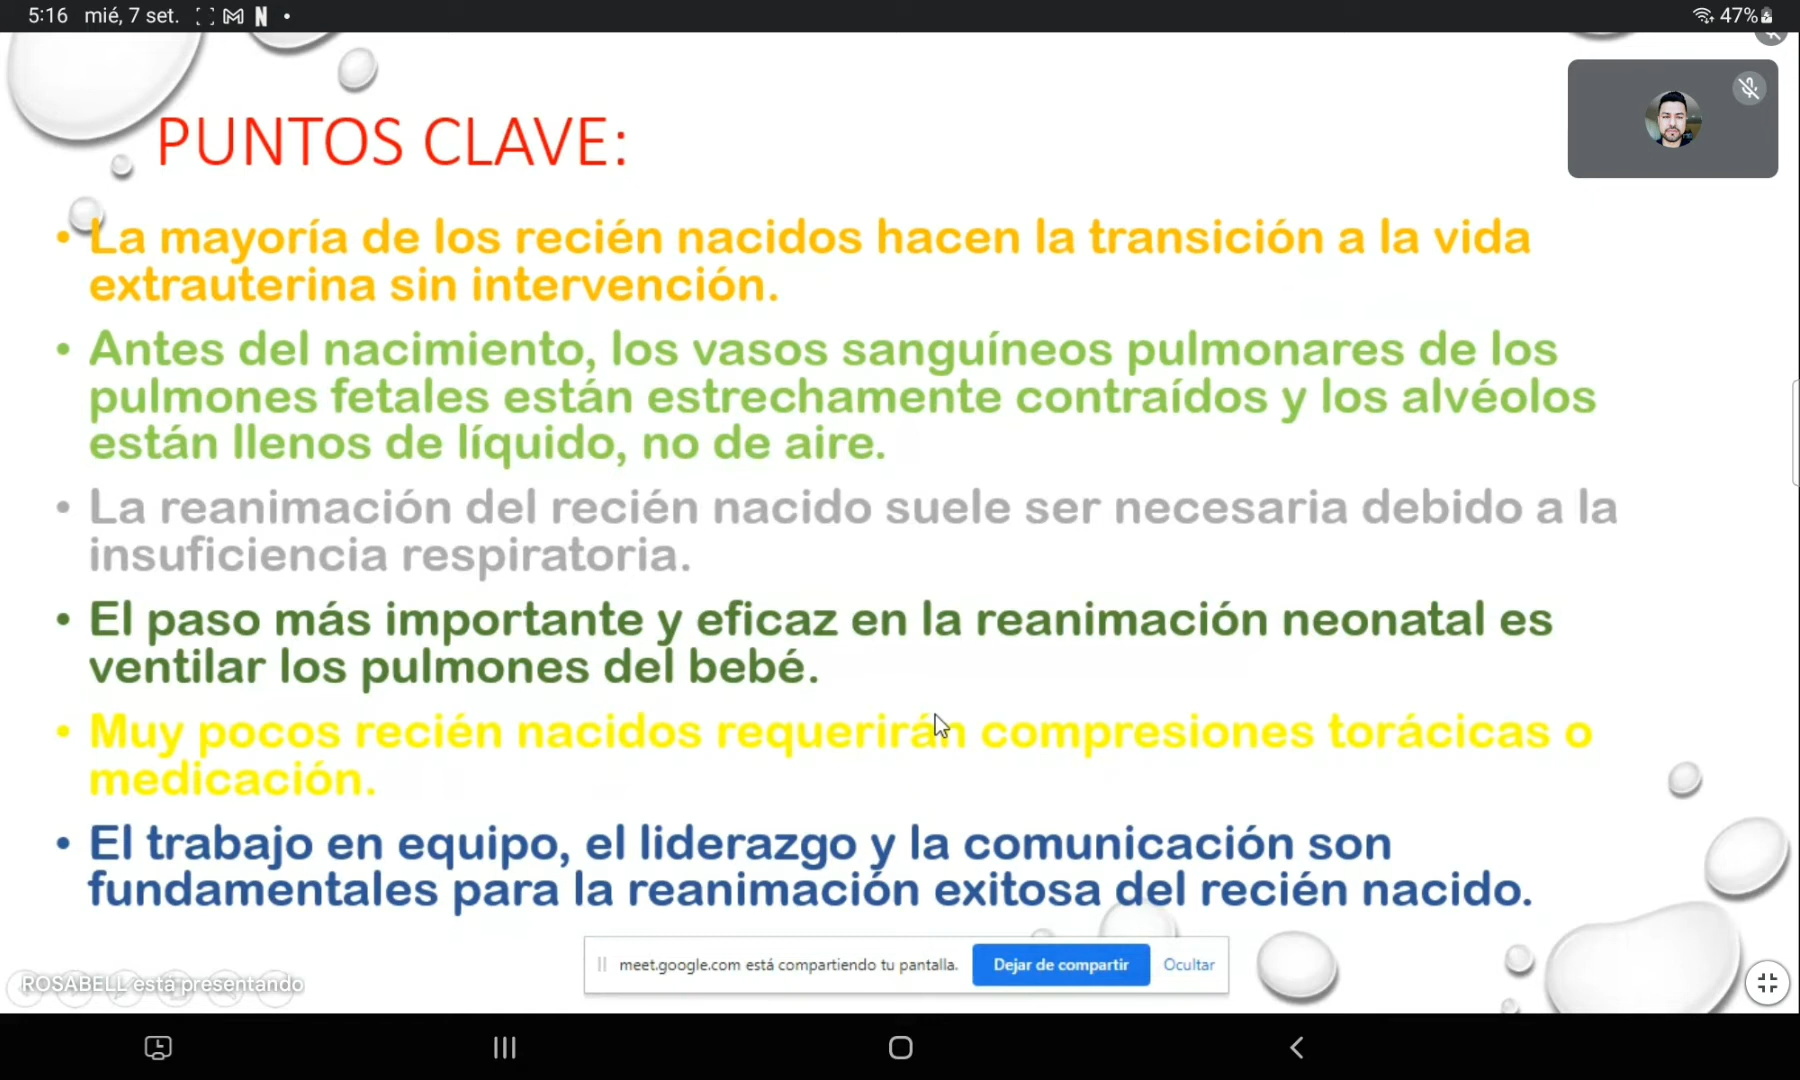 5:16 mié, 7 set.
47%
PUNTOS CLAVE:
• La mayoría de los recién nacidos hacen la transición a la vida
extrauterina sin intervención.
• Antes del nacimiento, los vasos sanguíneos pulmonares de los
pulmones fetales están estrechamente contraídos y los alvéolos
están llenos de líquido, no de aire.
• La reanimación del recién nacido suele ser necesaria debido a la
insuficiencia respiratoria.
• El paso más importante y eficaz en la reanimación neonatal es
ventilar los pulmones del bebé.
• Muy pocos recién nacidos requerirán compresiones torácicas o
medicación.
• El trabajo en equipo, el liderazgo y la comunicación son
fundamentales para la reanimación exitosa del recién nacido.
meet.google.com está compartiendo tu pantalla. Dejar de compartir Ocultar
ROSABELL está presentando